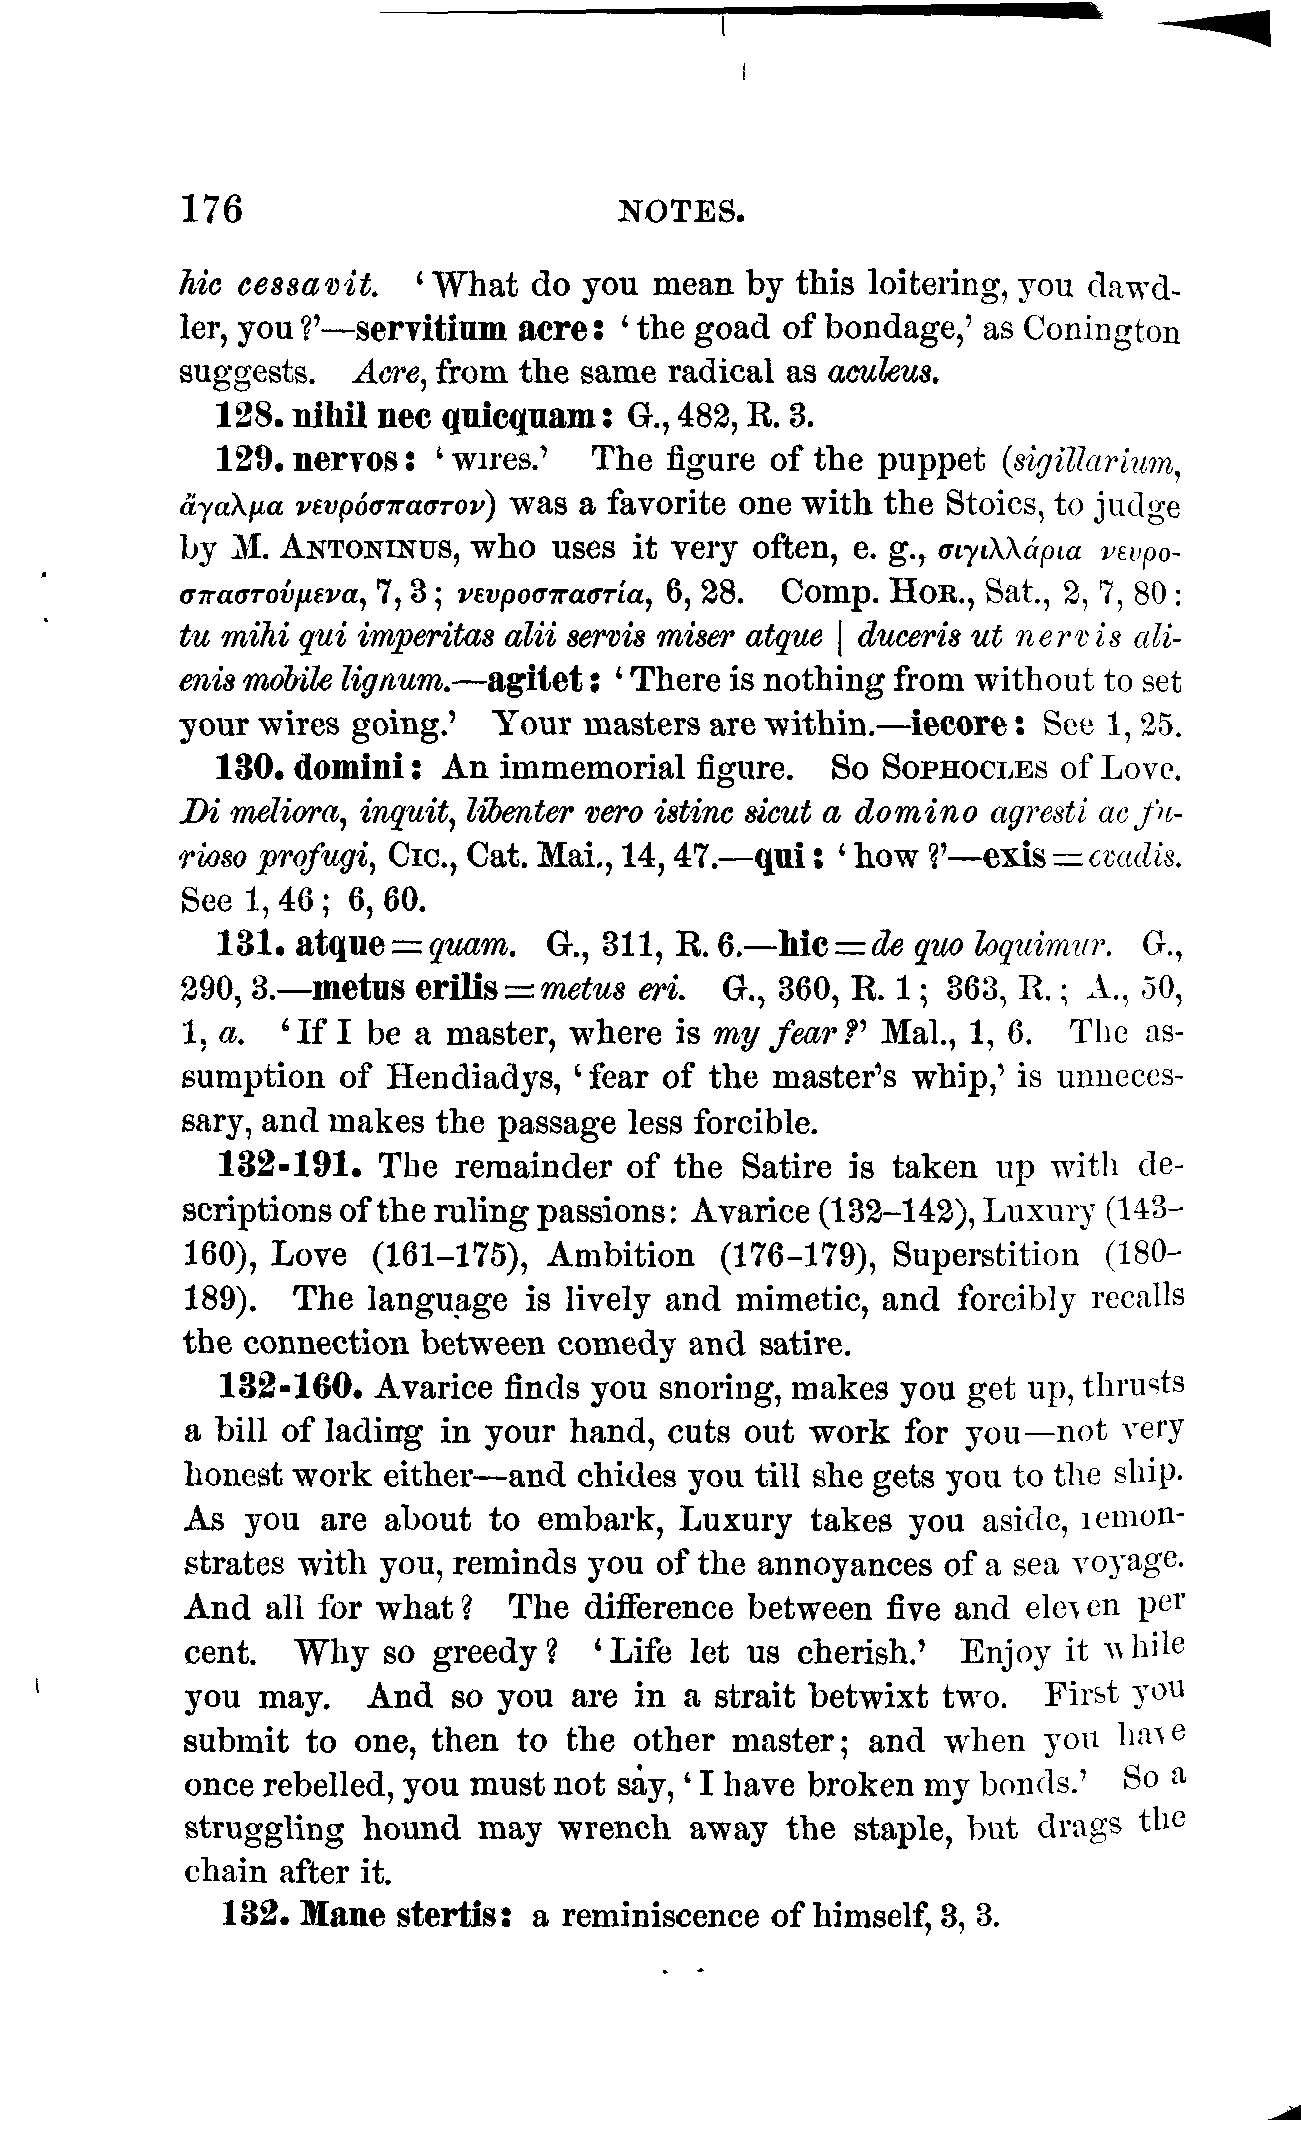 176 NOTES.
hic cessavit. ‘What do you mean by this loitering, you dawd-
ler, you?’—servitium acre: ‘the goad of bondage,’ as Conington
suggests. Acre, from the same radical as aculeus.
128. nihil nec quicquam: G., 482, R. 3.
129. nervos: ‘wires.’ The figure of the puppet (sigillarium,
ἄγαλμα νευρόσπαστον) was a favorite one with the Stoics, to judge
by M. ANTONINUS, who uses it very often, e. g., σιγιλλάρια νευρο-
σπαστούμενα, 7, 3; νευροσπαστία, 6, 28. Comp. HOR., Sat., 2, 7, 80:
tu mihi qui imperitas alii servis miser atque | duceris ut nervis ali-
enis mobile lignum.—agitet: ‘There is nothing from without to set
your wires going.’ Your masters are within.—iecore: See 1, 25.
130. domini: An immemorial figure. So SOPHOCLES of Love.
Di meliora, inquit, libenter vero istinc sicut a domino agresti ac fu-
rioso profugi, CIC., Cat. Mai., 14, 47.—qui: ‘how?’—exis = evadis.
See 1, 46; 6, 60.
131. atque = quam. G., 311, R. 6.—hic = de quo loquimur. G.,
290, 3.—metus erilis = metus eri. G., 360, R. 1; 363, R.; A., 50,
1, a. ‘If I be a master, where is my fear?’ Mal., 1, 6. The as-
sumption of Hendiadys, ‘fear of the master's whip,’ is unneces-
sary, and makes the passage less forcible.
132-191. The remainder of the Satire is taken up with de-
scriptions of the ruling passions: Avarice (132–142), Luxury (143–
160), Love (161–175), Ambition (176–179), Superstition (180–
189). The language is lively and mimetic, and forcibly recalls
the connection between comedy and satire.
132-160. Avarice finds you snoring, makes you get up, thrusts
a bill of lading in your hand, cuts out work for you—not very
honest work either—and chides you till she gets you to the ship.
As you are about to embark, Luxury takes you aside, remon-
strates with you, reminds you of the annoyances of a sea voyage.
And all for what? The difference between five and eleven per
cent. Why so greedy? ‘Life let us cherish.’ Enjoy it while
you may. And so you are in a strait betwixt two. First you
submit to one, then to the other master; and when you have
once rebelled, you must not say, ‘I have broken my bonds.’ So a
struggling hound may wrench away the staple, but drags the
chain after it.
132. Mane stertis: a reminiscence of himself, 3, 3.